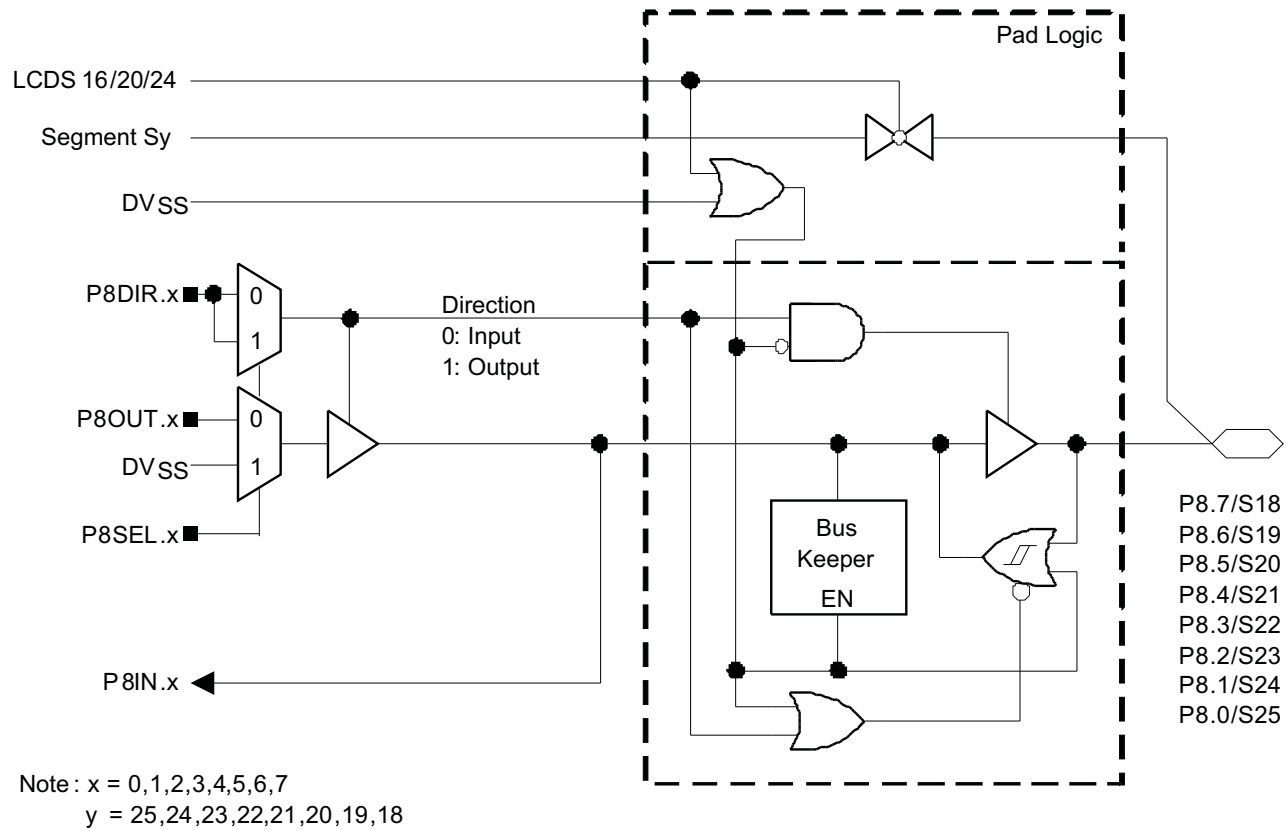 Pad Logic
LCDS 16/20/24
Segment Sy
DVSS
P8DIR.x
0
1
Direction
0: Input
1: Output
P8OUT.x
0
DVSS
1
P8SEL.x
Bus
Keeper
EN
P8IN.x
P8.7/S18
P8.6/S19
P8.5/S20
P8.4/S21
P8.3/S22
P8.2/S23
P8.1/S24
P8.0/S25
Note : x = 0,1,2,3,4,5,6,7
y = 25,24,23,22,21,20,19,18